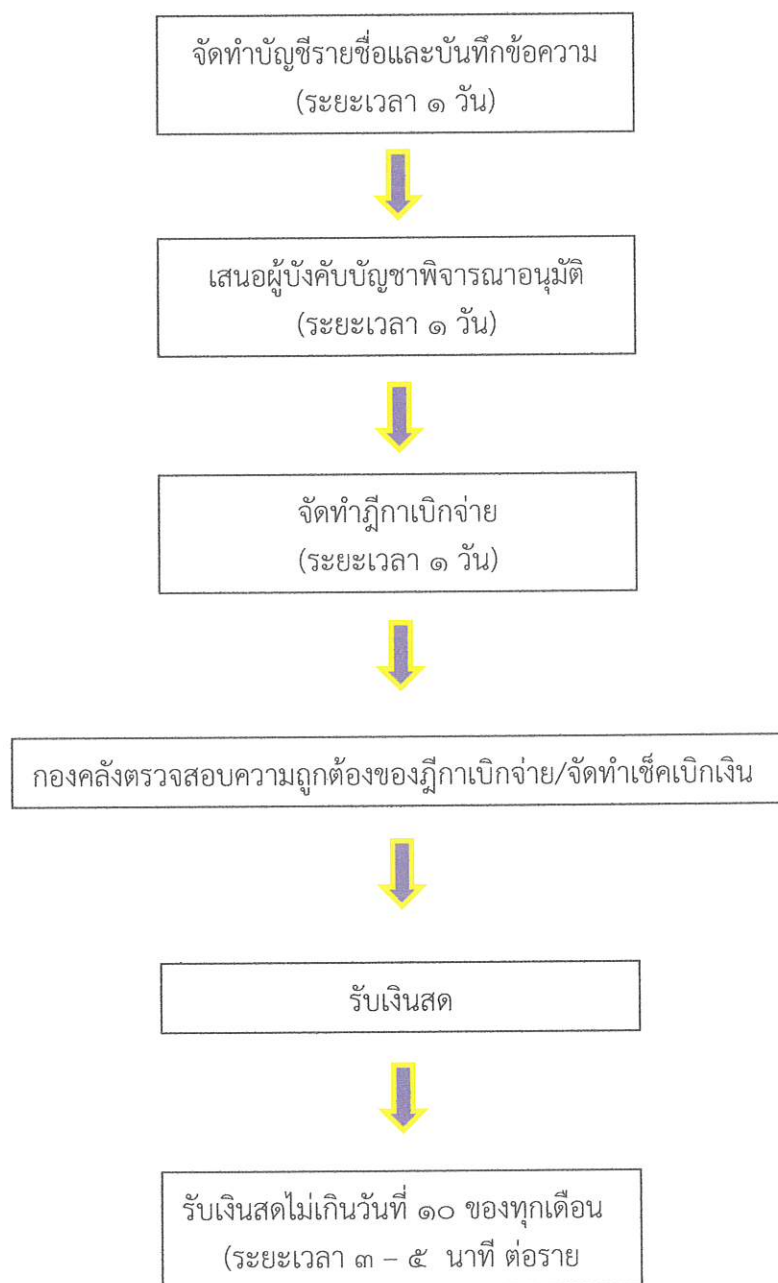 จัดทำบัญชีรายชื่อและบันทึกข้อความ
(ระยะเวลา ๑ วัน)
เสนอผู้บังคับบัญชาพิจารณาอนุมัติ
(ระยะเวลา ๑ วัน)
จัดทำฎีกาเบิกจ่าย
(ระยะเวลา ๑ วัน)
กองคลังตรวจสอบความถูกต้องของฎีกาเบิกจ่าย/จัดทำเช็คเบิกเงิน
รับเงินสด
รับเงินสดไม่เกินวันที่ ๑๐ ของทุกเดือน
(ระยะเวลา ๓ – ๕ นาที ต่อราย